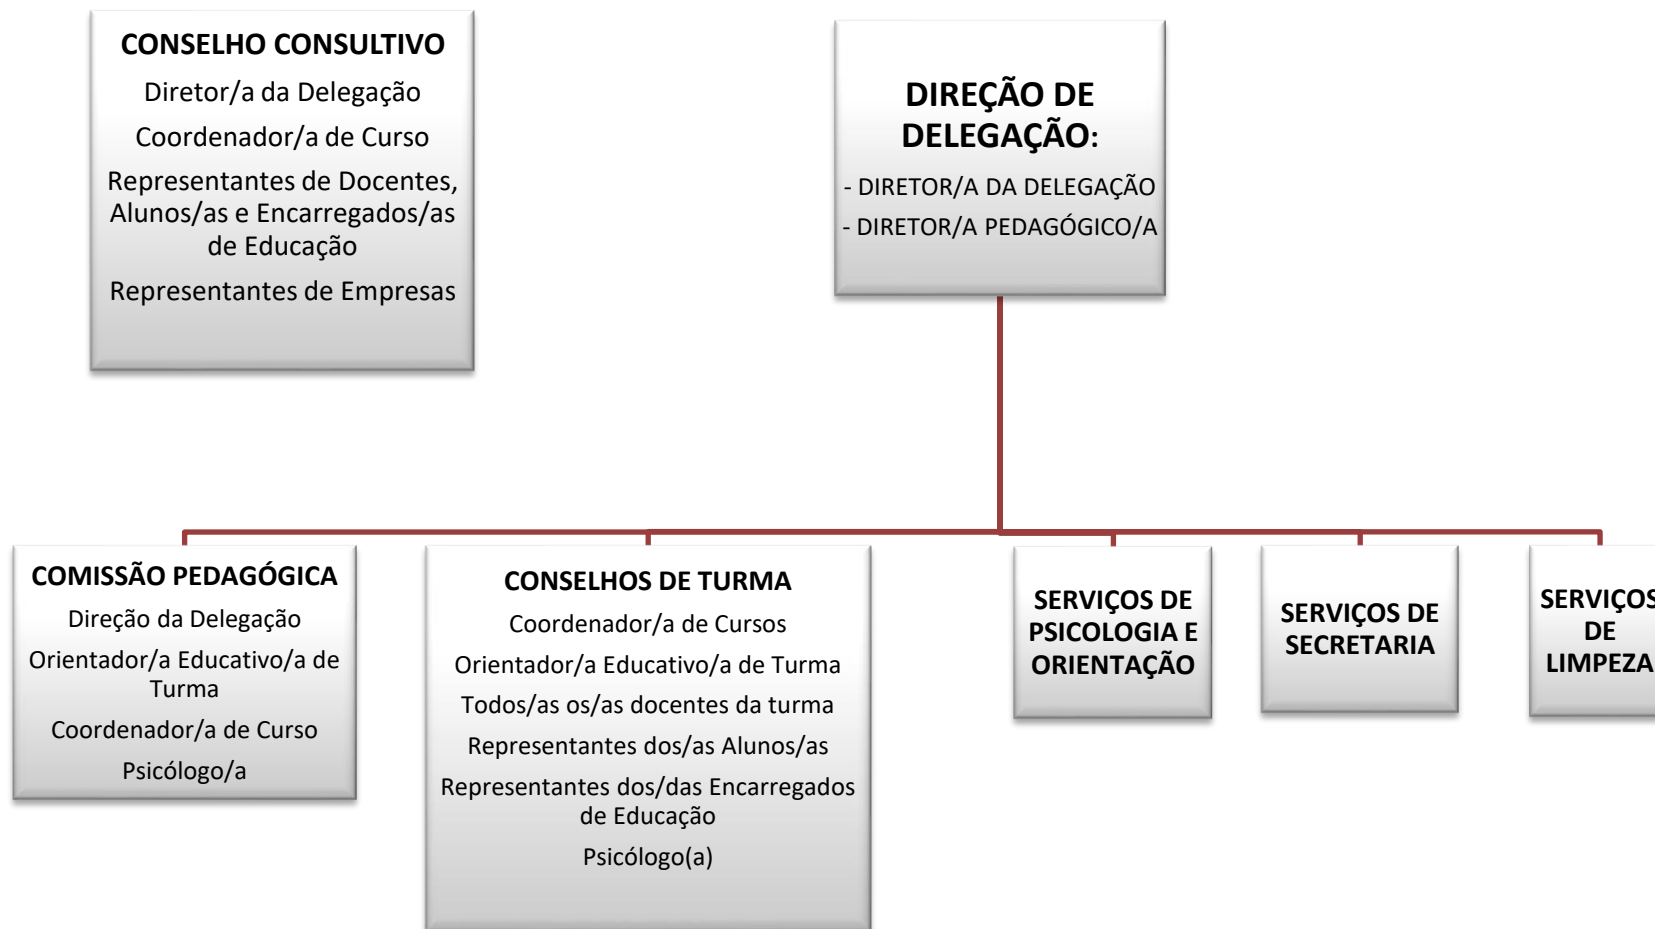 CONSELHO CONSULTIVO
Diretor/a da Delegação
Coordenador/a de Curso
Representantes de Docentes,
Alunos/as e Encarregados/as
de Educação
Representantes de Empresas
DIREÇÃO DE
DELEGAÇÃO:
- DIRETOR/A DA DELEGAÇÃO
- DIRETOR/A PEDAGÓGICO/A
COMISSÃO PEDAGÓGICA
Direção da Delegação
Orientador/a Educativo/a de
Turma
Coordenador/a de Curso
Psicólogo/a
CONSELHOS DE TURMA
Coordenador/a de Cursos
Orientador/a Educativo/a de Turma
Todos/as os/as docentes da turma
Representantes dos/as Alunos/as
Representantes dos/das Encarregados
de Educação
Psicólogo(a)
SERVIÇOS DE
PSICOLOGIA E
ORIENTAÇÃO
SERVIÇOS DE
SECRETARIA
SERVIÇOS
DE
LIMPEZA